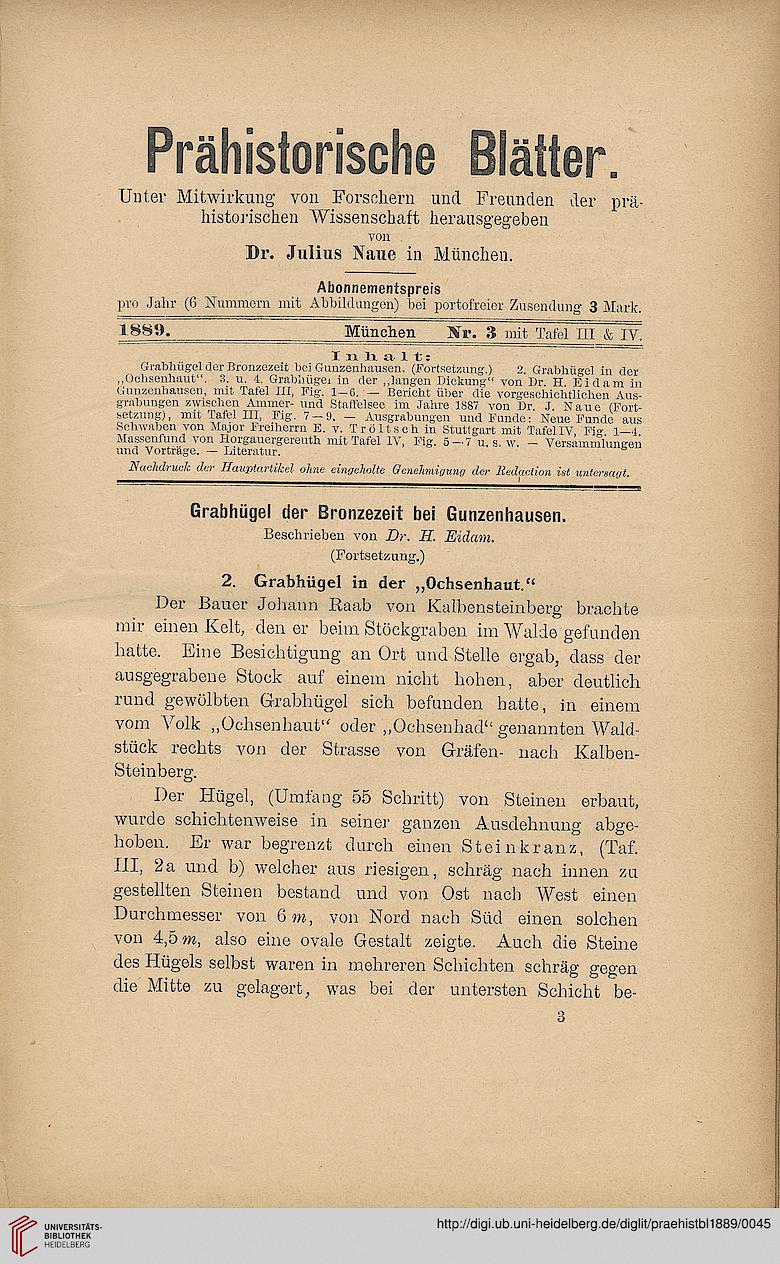 Prähistorische Blätter.
Unter Mitwirkung von Forschern und Freunden der prä-
historischen Wissenschaft herausgegeben
von
Dr. Julius Naue in München.
Abonnementspreis
pro Jahr (6 Nummern mit Abbildungen) bei portofreier Zusendung 3 Mark.
1889. München Nr. 3 mit Tafel III & IV.
Inhalt:
Grabhügel der Bronzezeit bei Gunzenhausen. (Fortsetzung.) 2. Grabhügel in der
„Ochsenhaut“. 3. u. 4. Grabhügel in der „langen Dickung“ von Dr. H. Eidam in
Gunzenhausen, mit Tafel III, Fig. 1—6. — Bericht über die vorgeschichtlichen Aus-
grabungen zwischen Ammer- und Staffelsee im Jahre 1887 von Dr. J. Naue (Fort-
setzung), mit Tafel III, Fig. 7—9. — Ausgrabungen und Funde: Neue Funde aus
Schwaben von Major Freiherrn E. v. Tröltsch in Stuttgart mit Tafel IV, Fig. 1—4.
Massenfund von Horgauergereuth mit Tafel IV, Fig. 5—7 u. s. w. — Versammlungen
und Vorträge. — Literatur.
Nachdruck der Hauptartikel ohne eingeholte Genehmigung der Redaction ist untersagt.
Grabhügel der Bronzezeit bei Gunzenhausen.
Beschrieben von Dr. H. Eidam.
(Fortsetzung.)
2. Grabhügel in der „Ochsenhaut.“
Der Bauer Johann Raab von Kalbensteinberg brachte
mir einen Kelt, den er beim Stöckgraben im Walde gefunden
hatte. Eine Besichtigung an Ort und Stelle ergab, dass der
ausgegrabene Stock auf einem nicht hohen, aber deutlich
rund gewölbten Grabhügel sich befunden hatte, in einem
vom Volk „Ochsenhaut“ oder „Ochsenhad“ genannten Wald-
stück rechts von der Strasse von Gräfen- nach Kalben-
Steinberg.
Der Hügel, (Umfang 55 Schritt) von Steinen erbaut,
wurde schichtenweise in seiner ganzen Ausdehnung abge-
hoben. Er war begrenzt durch einen Steinkranz, (Taf.
III, 2a und b) welcher aus riesigen, schräg nach innen zu
gestellten Steinen bestand und von Ost nach West einen
Durchmesser von 6 m, von Nord nach Süd einen solchen
von 4,5 m, also eine ovale Gestalt zeigte. Auch die Steine
des Hügels selbst waren in mehreren Schichten schräg gegen
die Mitte zu gelagert, was bei der untersten Schicht be-
3
UNIVERSITÄTS-
BIBLIOTHEK
HEIDELBERG
http://digi.ub.uni-heidelberg.de/diglit/praehistbl1889/0045